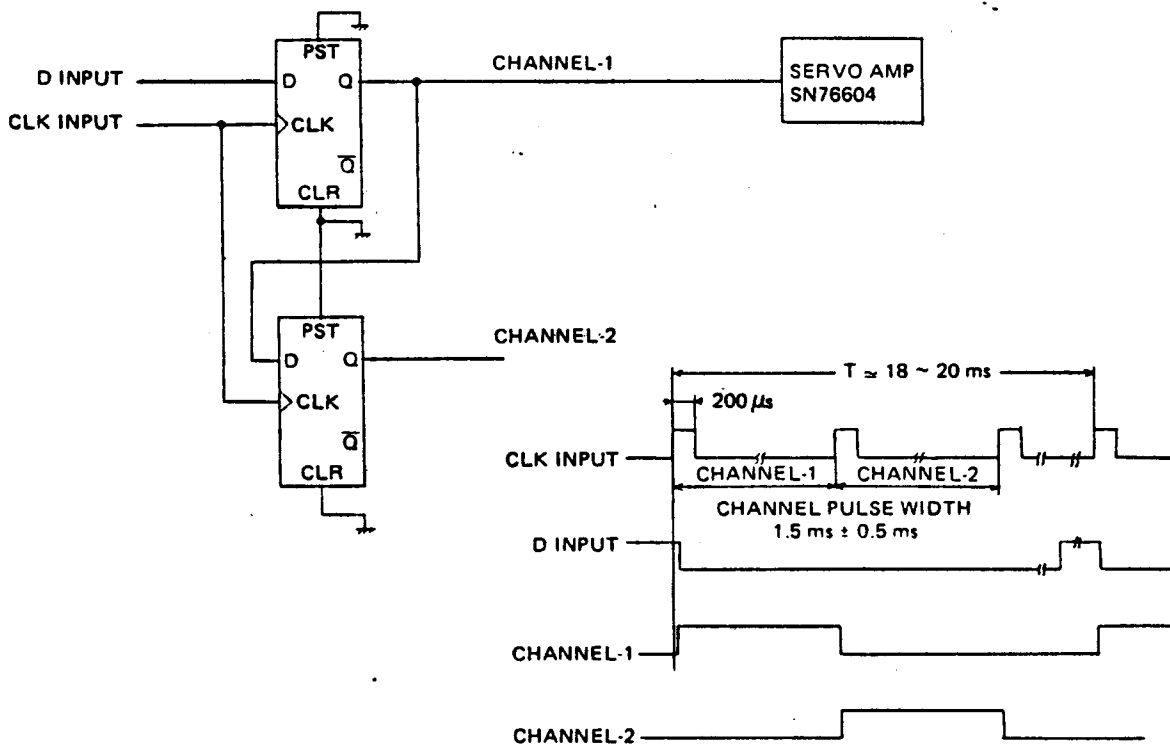 PST
D INPUT
D
Q
CHANNEL-1
SERVO AMP
SN76604
CLK INPUT
CLK
Q̅
CLR
PST
D
Q
CHANNEL-2
CLK
Q̅
CLR
T ≃ 18 ~ 20 ms
200 μs
CLK INPUT
CHANNEL-1
CHANNEL-2
CHANNEL PULSE WIDTH
1.5 ms ± 0.5 ms
D INPUT
CHANNEL-1
CHANNEL-2